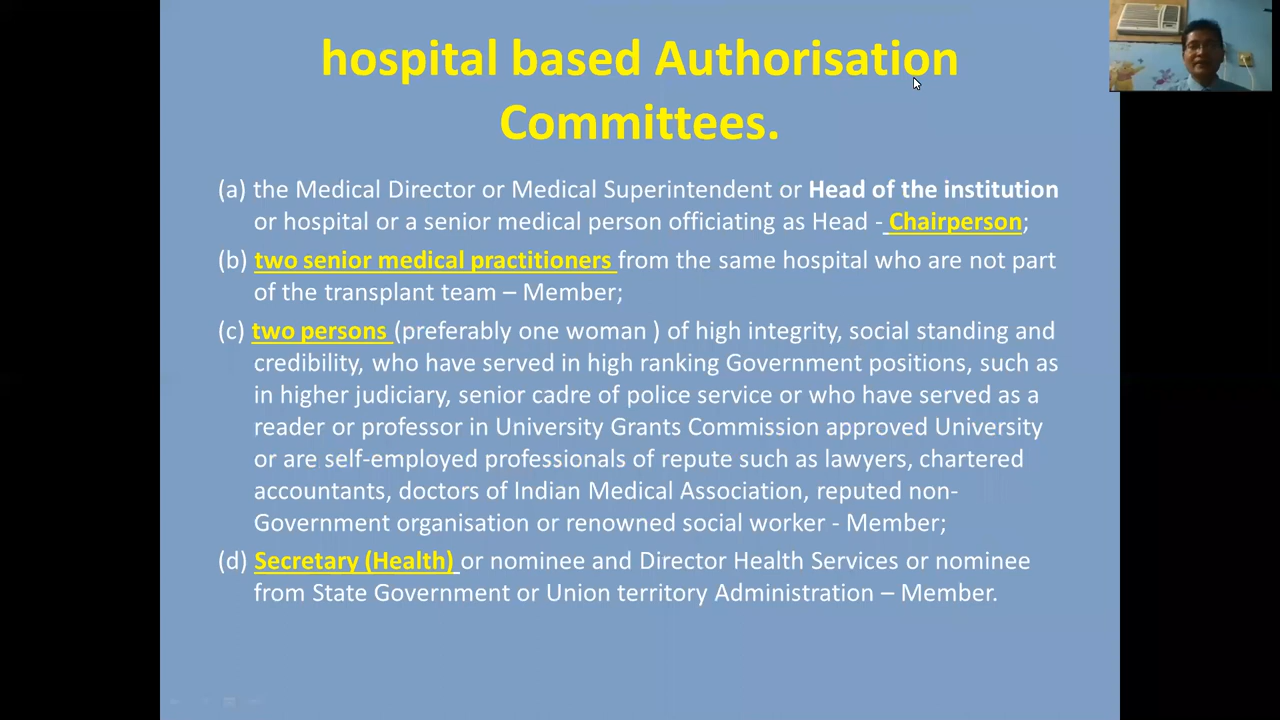 hospital based Authorisation
Committees.
(a) the Medical Director or Medical Superintendent or Head of the institution
or hospital or a senior medical person officiating as Head - Chairperson;
(b) two senior medical practitioners from the same hospital who are not part
of the transplant team – Member;
(c) two persons (preferably one woman ) of high integrity, social standing and
credibility, who have served in high ranking Government positions, such as
in higher judiciary, senior cadre of police service or who have served as a
reader or professor in University Grants Commission approved University
or are self-employed professionals of repute such as lawyers, chartered
accountants, doctors of Indian Medical Association, reputed non-
Government organisation or renowned social worker - Member;
(d) Secretary (Health) or nominee and Director Health Services or nominee
from State Government or Union territory Administration – Member.